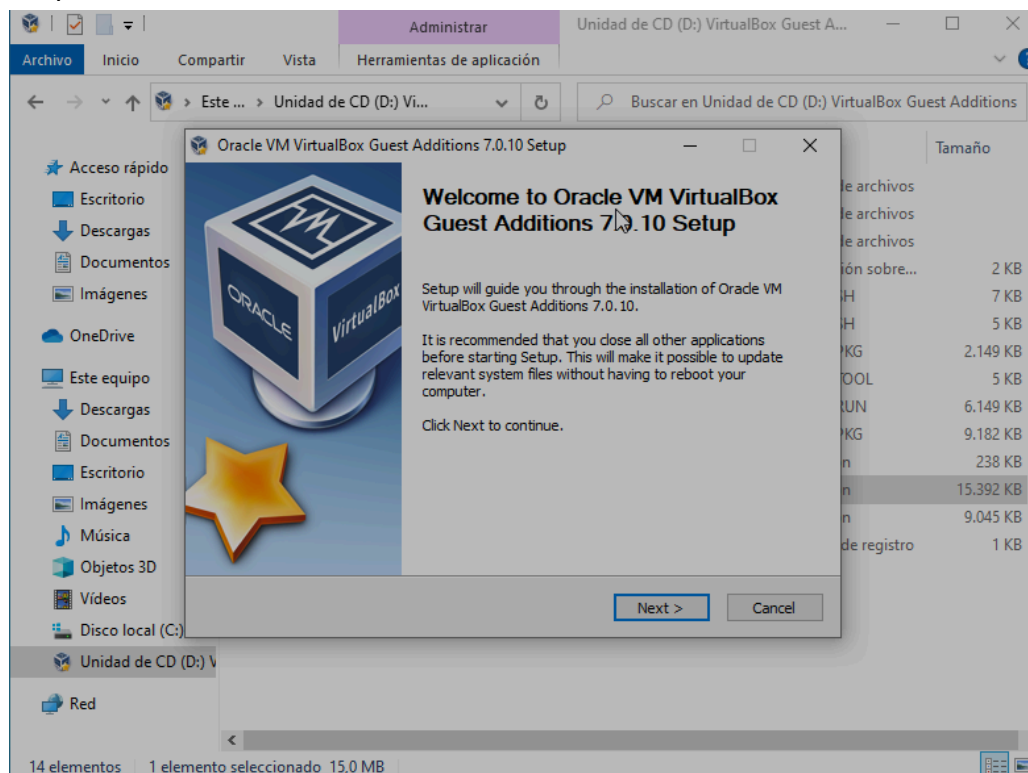 Administrar
Unidad de CD (D:) VirtualBox Guest A...
Archivo Inicio Compartir Vista Herramientas de aplicación
Este ... > Unidad de CD (D:) Vi...
Buscar en Unidad de CD (D:) VirtualBox Guest Additions
Oracle VM VirtualBox Guest Additions 7.0.10 Setup
Tamaño
Acceso rápido
Escritorio
Descargas
Documentos
Imágenes
OneDrive
Este equipo
Descargas
Documentos
Escritorio
Imágenes
Música
Objetos 3D
Vídeos
Disco local (C:)
Unidad de CD (D:) V
Red
ORACLE
VirtualBox
Welcome to Oracle VM VirtualBox
Guest Additions 7.0.10 Setup
Setup will guide you through the installation of Oracle VM
VirtualBox Guest Additions 7.0.10.
It is recommended that you close all other applications
before starting Setup. This will make it possible to update
relevant system files without having to reboot your
computer.
Click Next to continue.
Next >
Cancel
de archivos
de archivos
de archivos
ión sobre... 2 KB
SH 7 KB
SH 5 KB
PKG 2.149 KB
TOOL 5 KB
RUN 6.149 KB
PKG 9.182 KB
n 238 KB
n 15.392 KB
n 9.045 KB
de registro 1 KB
14 elementos
1 elemento seleccionado 15,0 MB